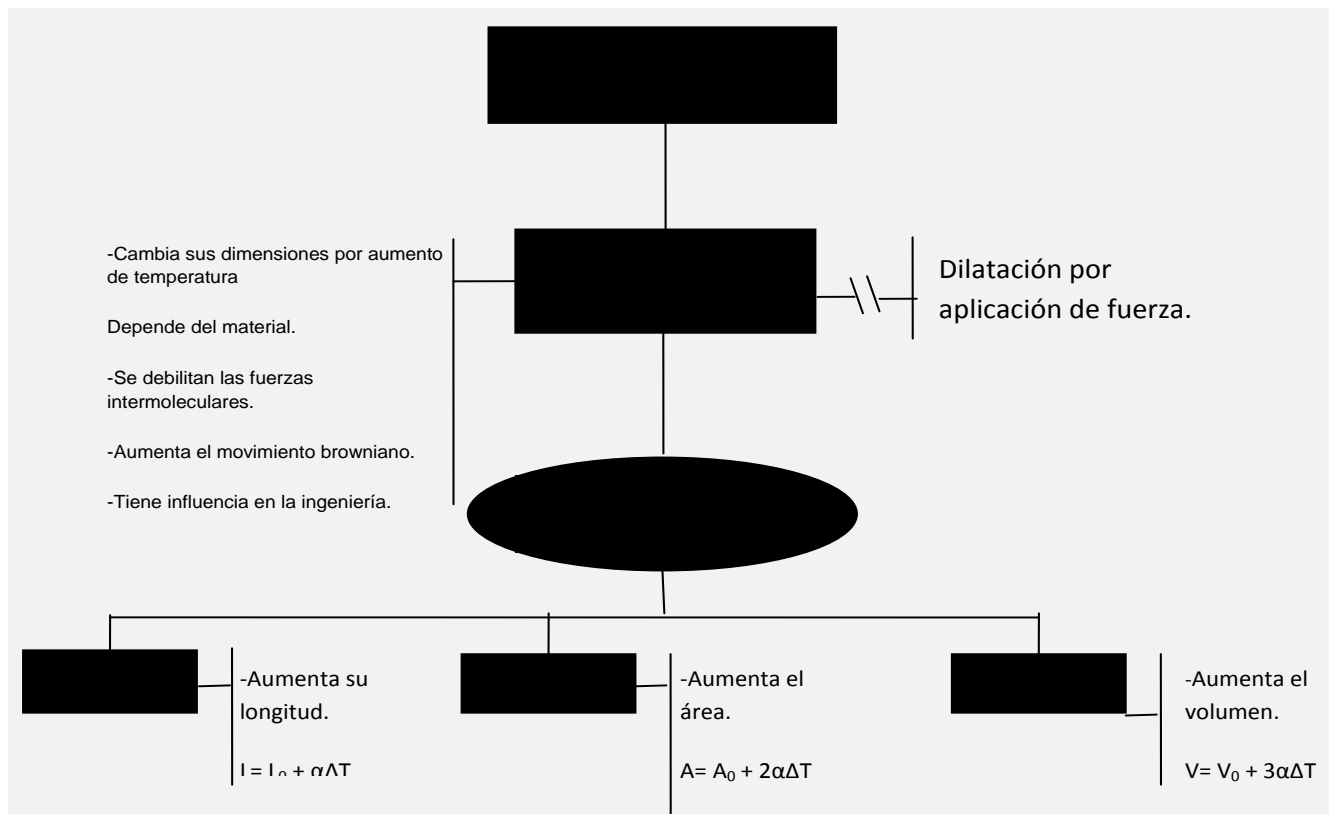 -Cambia sus dimensiones por aumento
de temperatura
Depende del material.
-Se debilitan las fuerzas
intermoleculares.
-Aumenta el movimiento browniano.
-Tiene influencia en la ingeniería.
Dilatación por
aplicación de fuerza.
-Aumenta su
longitud.
L= L₀ + αΔT
-Aumenta el
área.
A= A₀ + 2αΔT
-Aumenta el
volumen.
V= V₀ + 3αΔT